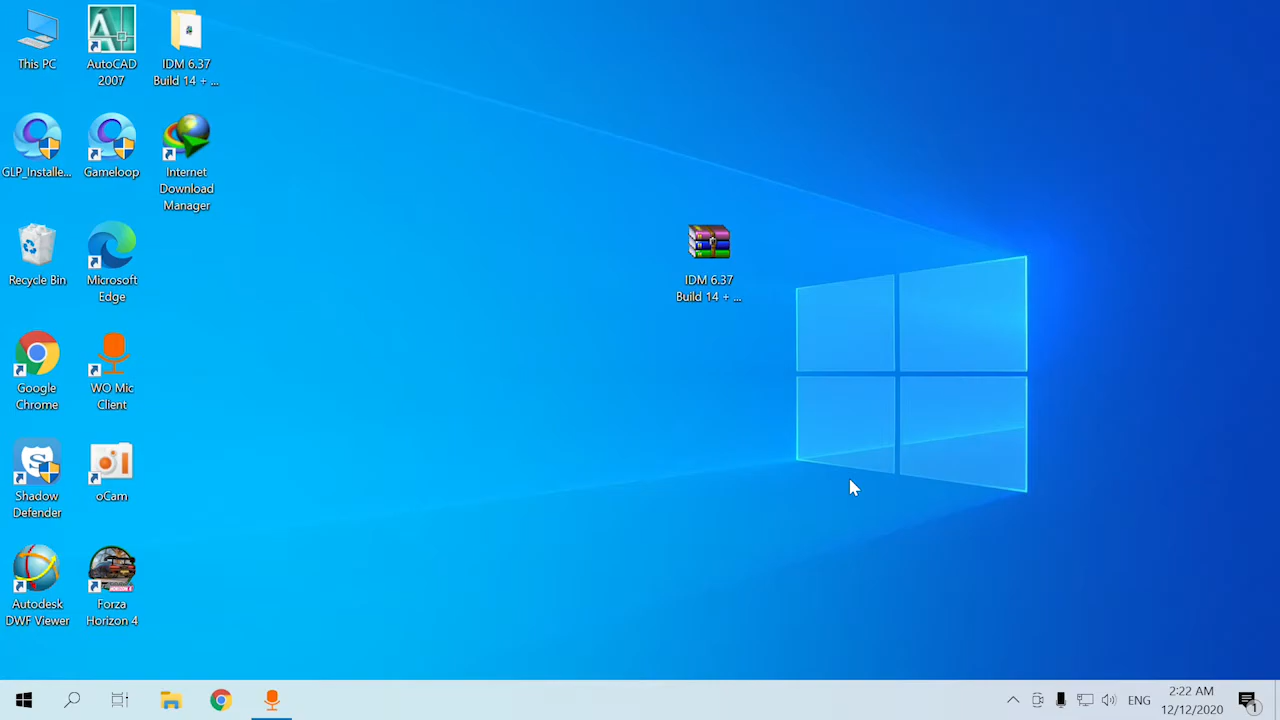 This PC
AutoCAD
2007
IDM 6.37
Build 14 + ...
GLP_Installe...
Gameloop
Internet
Download
Manager
Recycle Bin
Microsoft
Edge
IDM 6.37
Build 14 + ...
Google
Chrome
WO Mic
Client
Shadow
Defender
oCam
Autodesk
DWF Viewer
Forza
Horizon 4
ENG
2:22 AM
12/12/2020
1